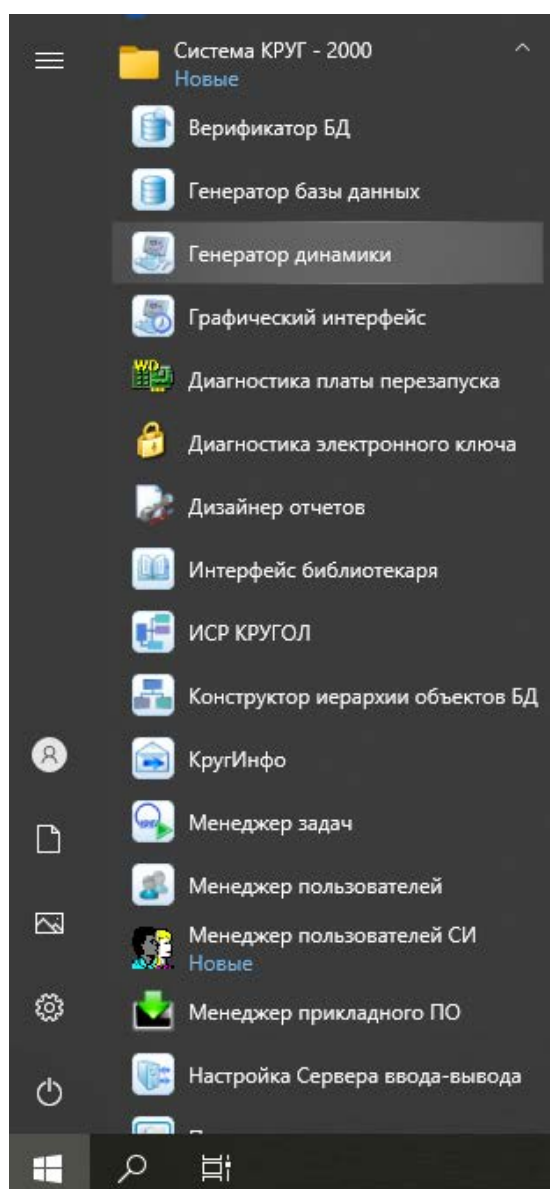 Система КРУГ - 2000
Новые
Верификатор БД
Генератор базы данных
Генератор динамики
Графический интерфейс
Диагностика платы перезапуска
Диагностика электронного ключа
Дизайнер отчетов
Интерфейс библиотекаря
ИСР КРУГОЛ
Конструктор иерархии объектов БД
КругИнфо
Менеджер задач
Менеджер пользователей
Менеджер пользователей СИ
Новые
Менеджер прикладного ПО
Настройка Сервера ввода-вывода